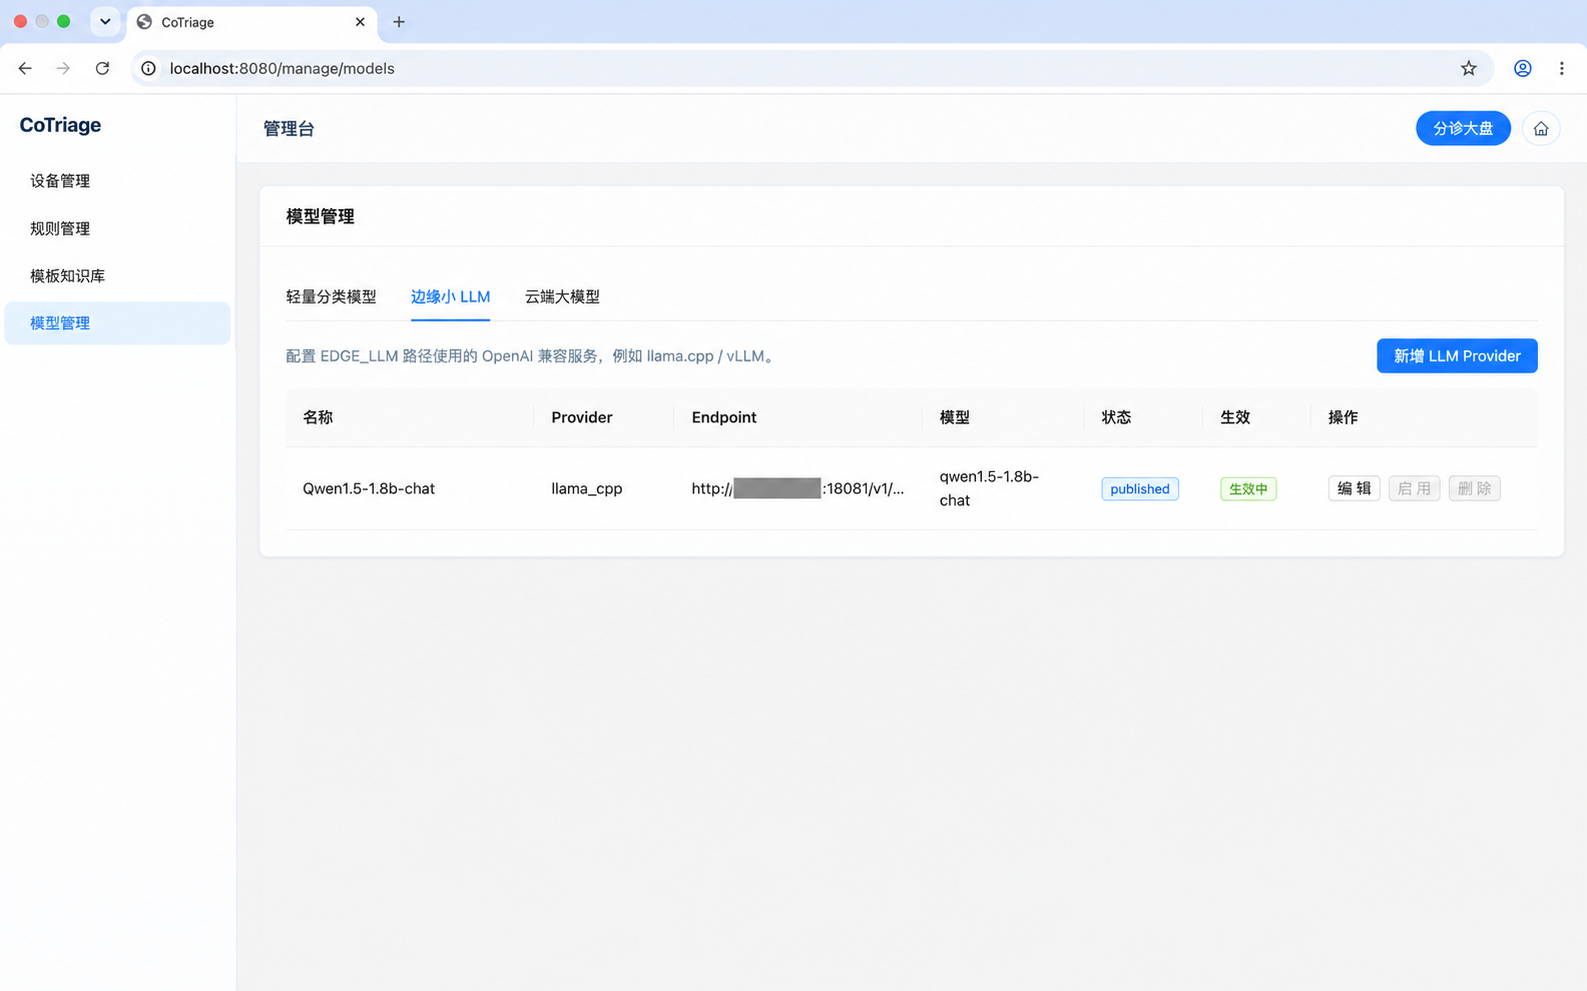 CoTriage
localhost:8080/manage/models
CoTriage
管理台
分诊大盘
设备管理
规则管理
模板知识库
模型管理
模型管理
轻量分类模型
边缘小 LLM
云端大模型
配置 EDGE_LLM 路径使用的 OpenAI 兼容服务，例如 llama.cpp / vLLM。
新增 LLM Provider
名称
Provider
Endpoint
模型
状态
生效
操作
Qwen1.5-1.8b-chat
llama_cpp
http://
:18081/v1/...
qwen1.5-1.8b-
chat
published
生效中
编 辑
启 用
删 除